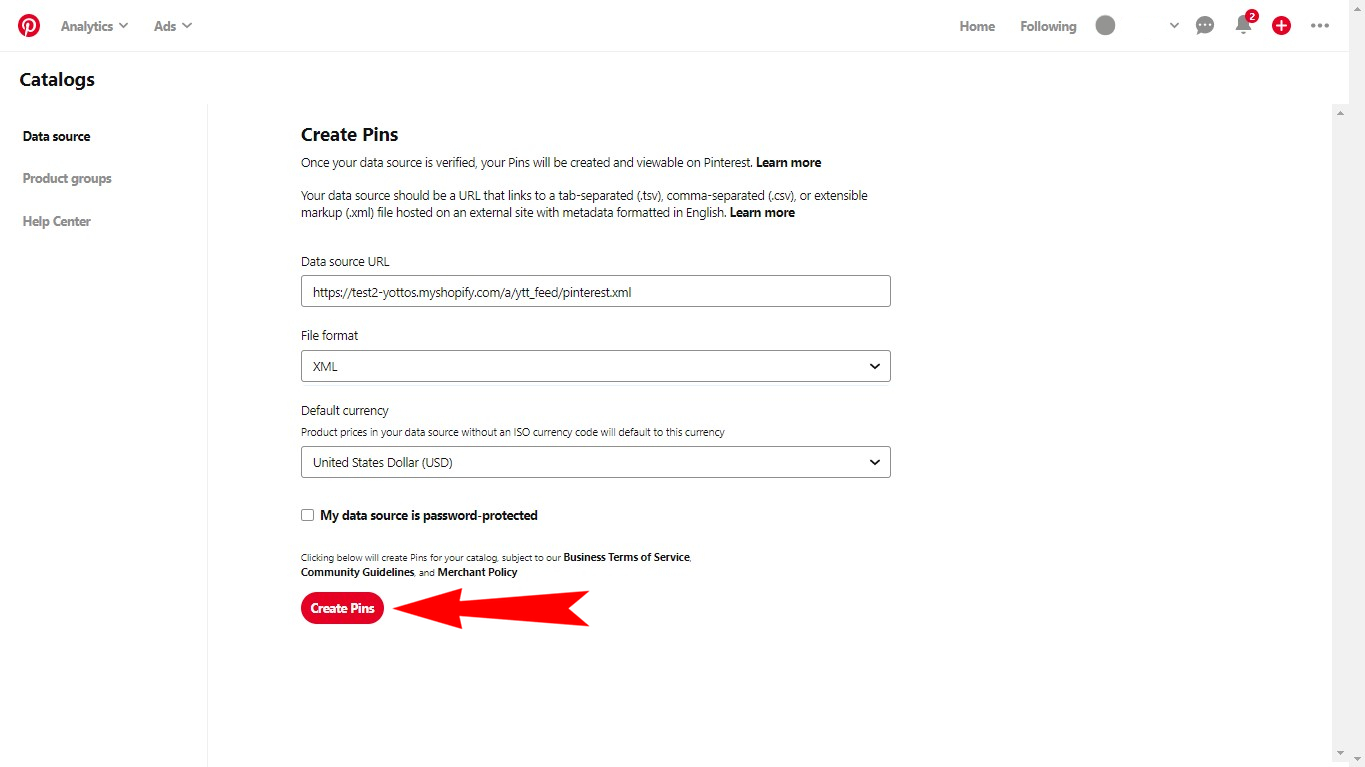 Analytics
Ads
Home
Following
2
Catalogs
Data source
Product groups
Help Center
Create Pins
Once your data source is verified, your Pins will be created and viewable on Pinterest. Learn more
Your data source should be a URL that links to a tab-separated (.tsv), comma-separated (.csv), or extensible
markup (.xml) file hosted on an external site with metadata formatted in English. Learn more
Data source URL
https://test2-yottos.myshopify.com/a/ytt_feed/pinterest.xml
File format
XML
Default currency
Product prices in your data source without an ISO currency code will default to this currency
United States Dollar (USD)
My data source is password-protected
Clicking below will create Pins for your catalog, subject to our Business Terms of Service,
Community Guidelines, and Merchant Policy
Create Pins